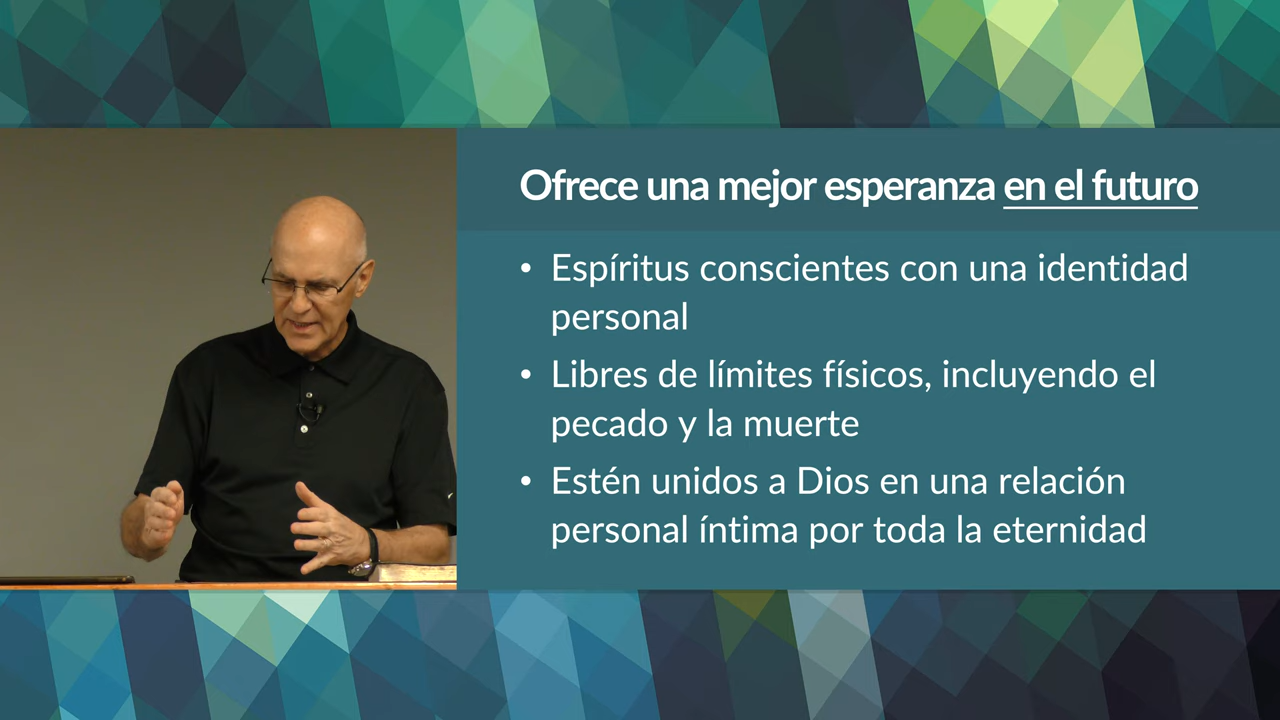 Ofrece una mejor esperanza en el futuro
• Espíritus conscientes con una identidad
personal
• Libres de límites físicos, incluyendo el
pecado y la muerte
• Estén unidos a Dios en una relación
personal íntima por toda la eternidad